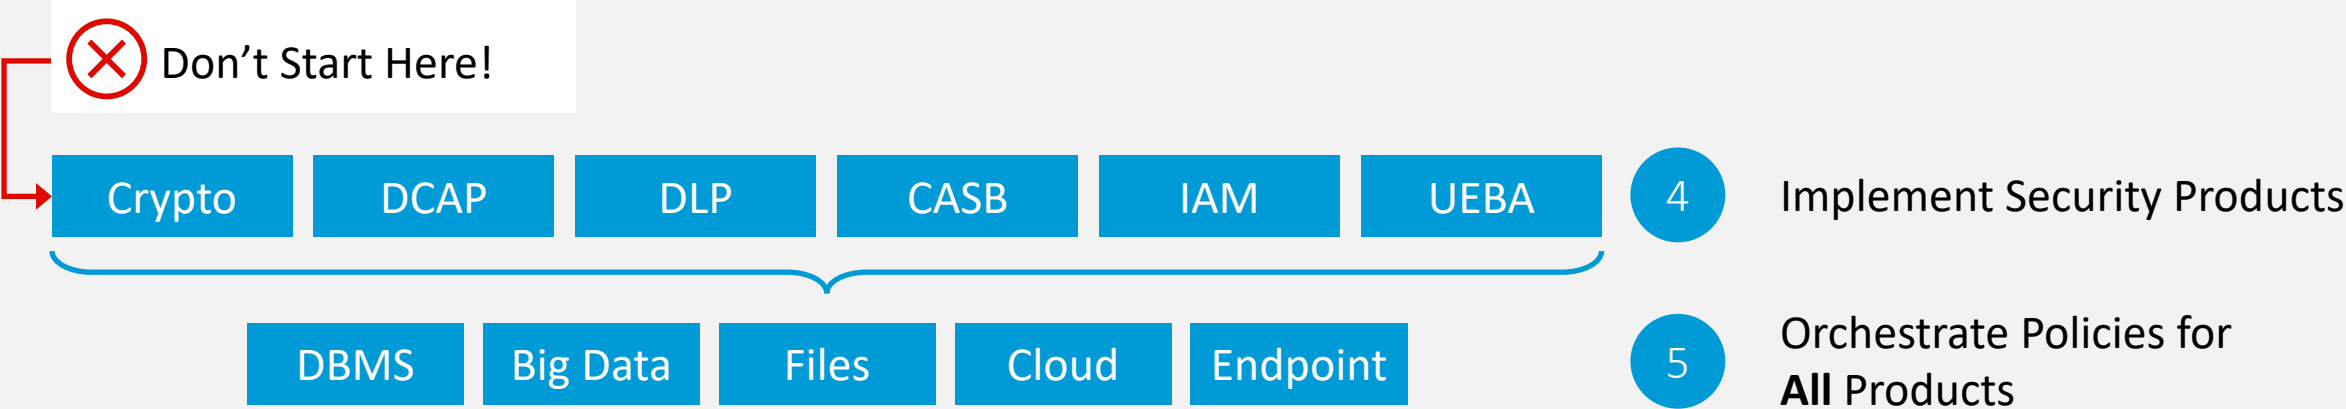 Don’t Start Here!
Crypto DCAP DLP CASB IAM UEBA 4 Implement Security Products
DBMS Big Data Files Cloud Endpoint 5 Orchestrate Policies for
All Products